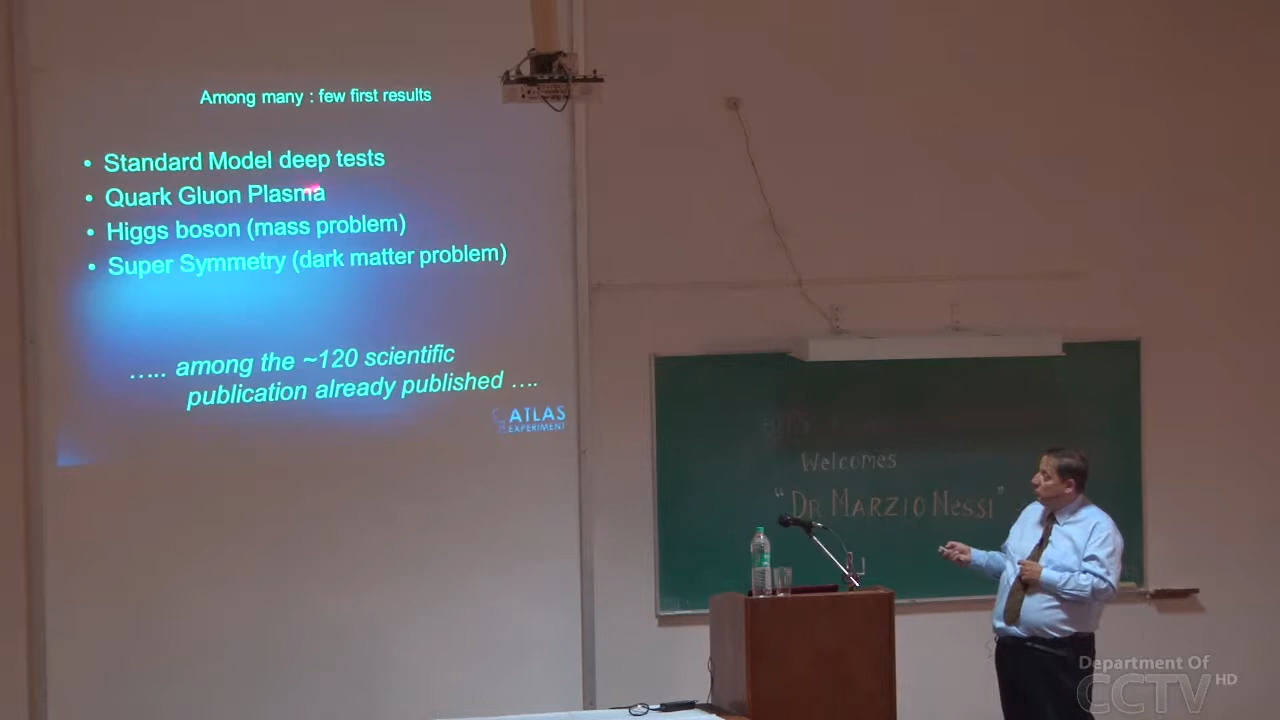 Among many : few first results
• Standard Model deep tests
• Quark Gluon Plasma
• Higgs boson (mass problem)
• Super Symmetry (dark matter problem)
….. among the ~120 scientific
publication already published ….
ATLAS
EXPERIMENT
Welcomes
"DR MARZIO NESSI"
Department Of
CCTV HD